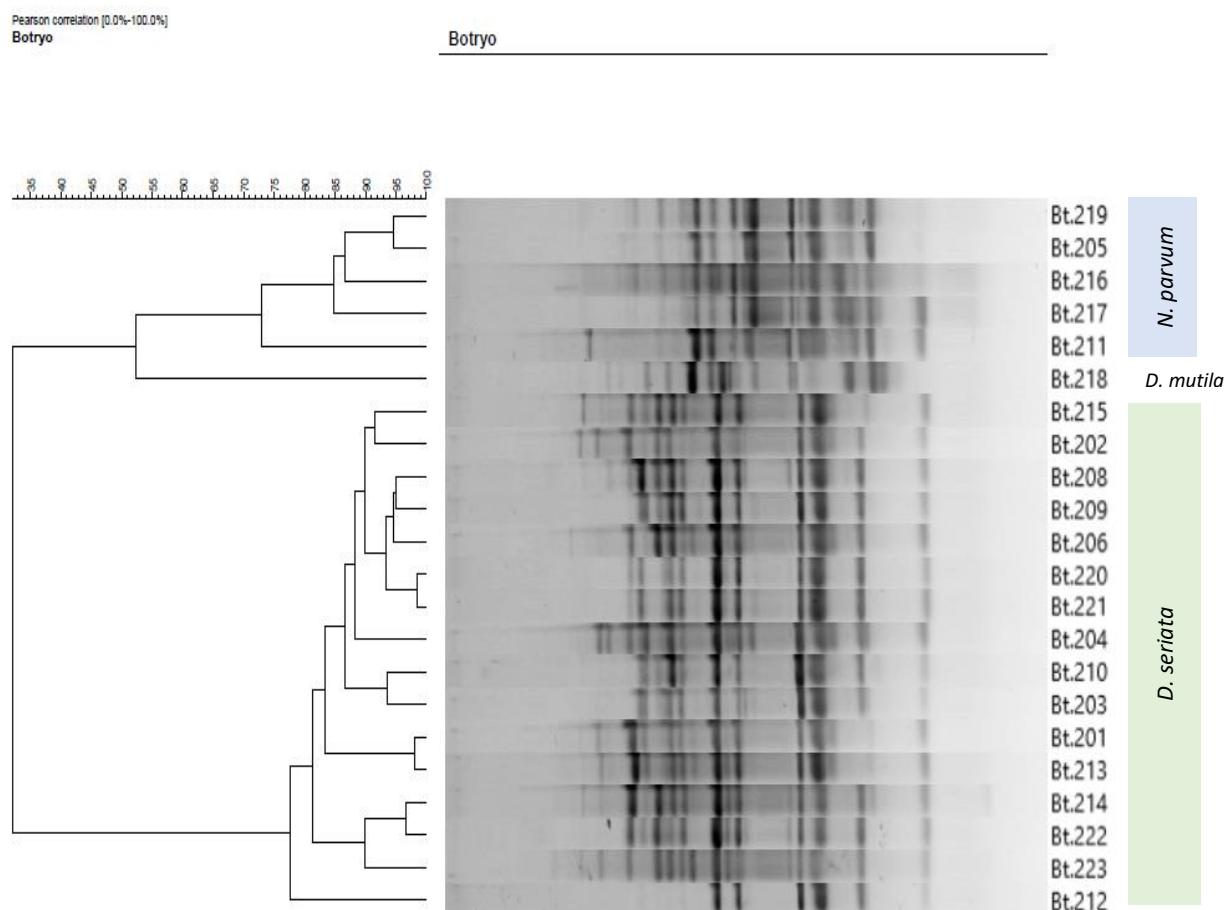 Pearson correlation [0.0%-100.0%]
Botryo
Botryo
35 40 45 50 55 60 65 70 75 80 85 90 95 100
Bt.219
Bt.205
Bt.216
Bt.217
Bt.211
Bt.218
Bt.215
Bt.202
Bt.208
Bt.209
Bt.206
Bt.220
Bt.221
Bt.204
Bt.210
Bt.203
Bt.201
Bt.213
Bt.214
Bt.222
Bt.223
Bt.212
N. parvum
D. mutila
D. seriata